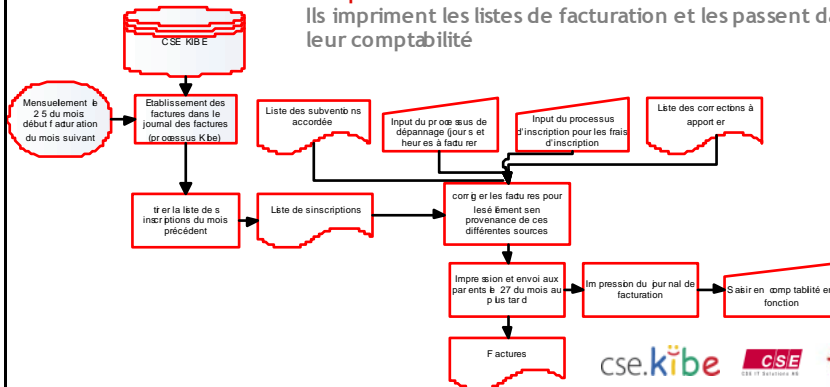 Ils impriment les listes de facturation et les passent da
leur comptabilité
CSE KIBE
Mensuellement le
25 du mois
début facturation
du mois suivant
Etablissement des
factures dans le
journal des factures
(processus Kibe)
Liste des subventions
accordée
Input du processus de
dépannage (jours et
heures à facturer
Input du processus
d'inscription pour les frais
d'inscription
Liste des corrections à
apporter
tirer la liste des
inscriptions du mois
précédent
Liste des inscriptions
corriger les factures pour
les élément s en
provenance de ces
différentes sources
Impression et envoi aux
parents le 27 du mois au
plus tard
Impression du journal de
facturation
Saisir en comptabilité en
fonction
Factures
cse.kibe
CSE
CSE IT Solutions AG